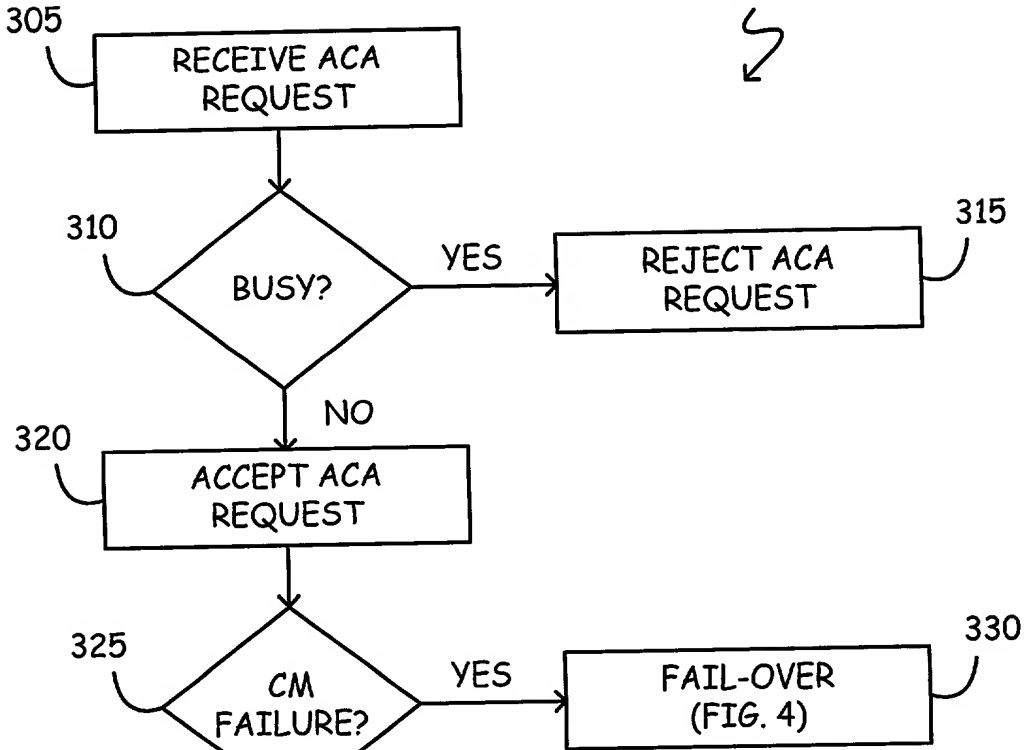 305
RECEIVE ACA
REQUEST
310
BUSY?
YES
REJECT ACA
REQUEST
315
NO
320
ACCEPT ACA
REQUEST
325
CM
FAILURE?
YES
FAIL-OVER
(FIG. 4)
330